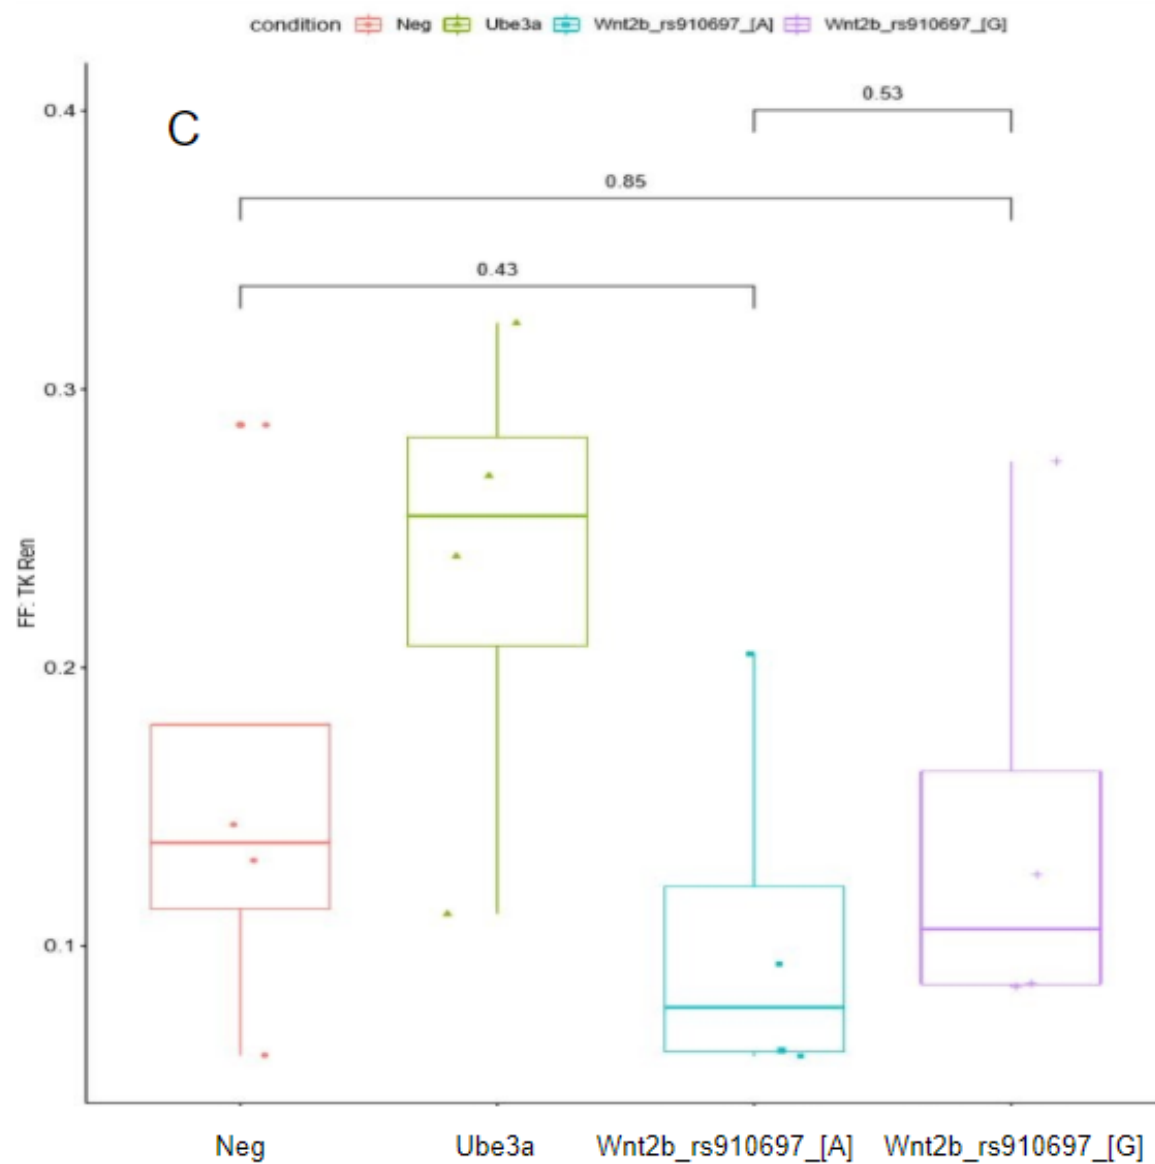 condition Neg Ube3a Wnt2b_rs910697_[A] Wnt2b_rs910697_[G]
C
0.4
0.53
0.85
0.43
0.3
FF: TK Ren
0.2
0.1
Neg Ube3a Wnt2b_rs910697_[A] Wnt2b_rs910697_[G]